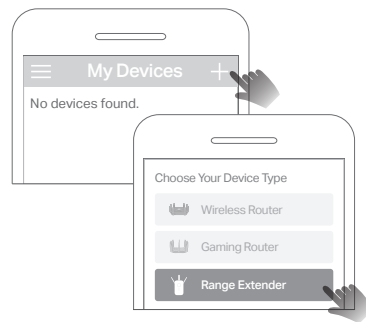 My Devices
No devices found.
Choose Your Device Type
Wireless Router
Gaming Router
Range Extender